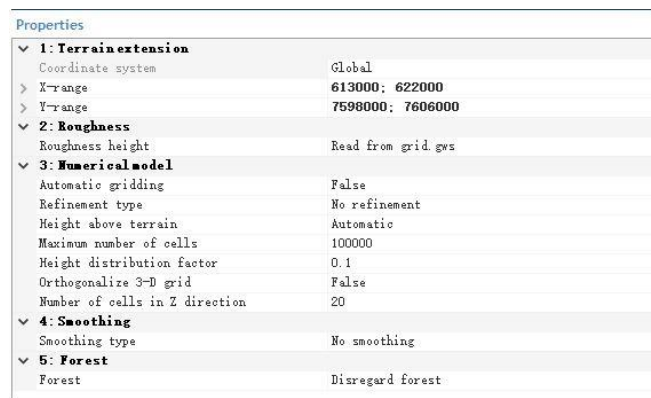 Properties
1: Terrain extension
Coordinate system Global
X-range 613000; 622000
Y-range 7598000; 7606000
2: Roughness
Roughness height Read from grid.gws
3: Numerical model
Automatic gridding False
Refinement type No refinement
Height above terrain Automatic
Maximum number of cells 100000
Height distribution factor 0.1
Orthogonalize 3-D grid False
Number of cells in Z direction 20
4: Smoothing
Smoothing type No smoothing
5: Forest
Forest Disregard forest